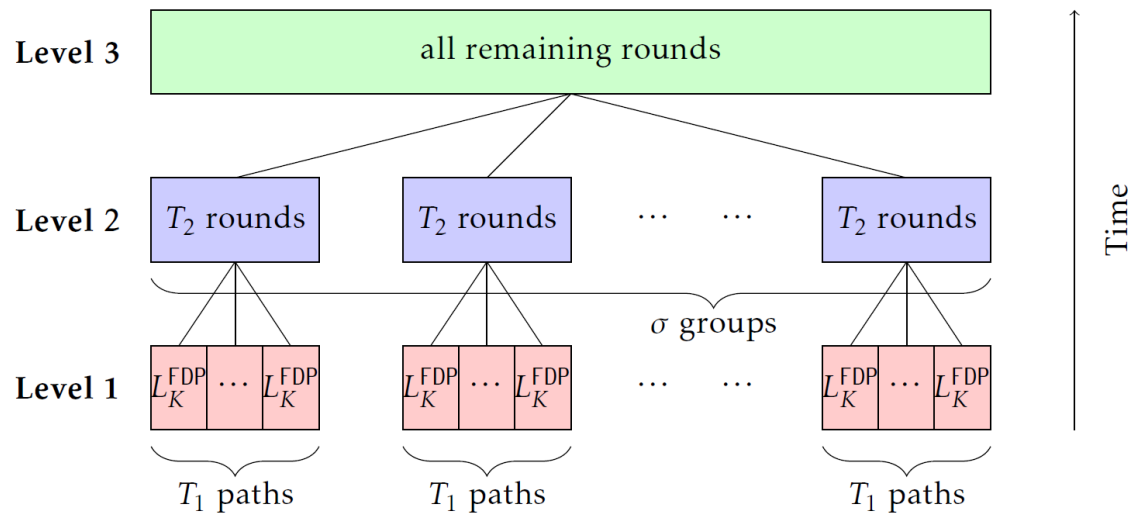 Level 3 all remaining rounds
Time
Level 2 T₂ rounds T₂ rounds ⋯ ⋯ T₂ rounds
σ groups
Level 1 L_K^FDP ⋯ L_K^FDP L_K^FDP ⋯ L_K^FDP ⋯ ⋯ L_K^FDP ⋯ L_K^FDP
T₁ paths T₁ paths T₁ paths